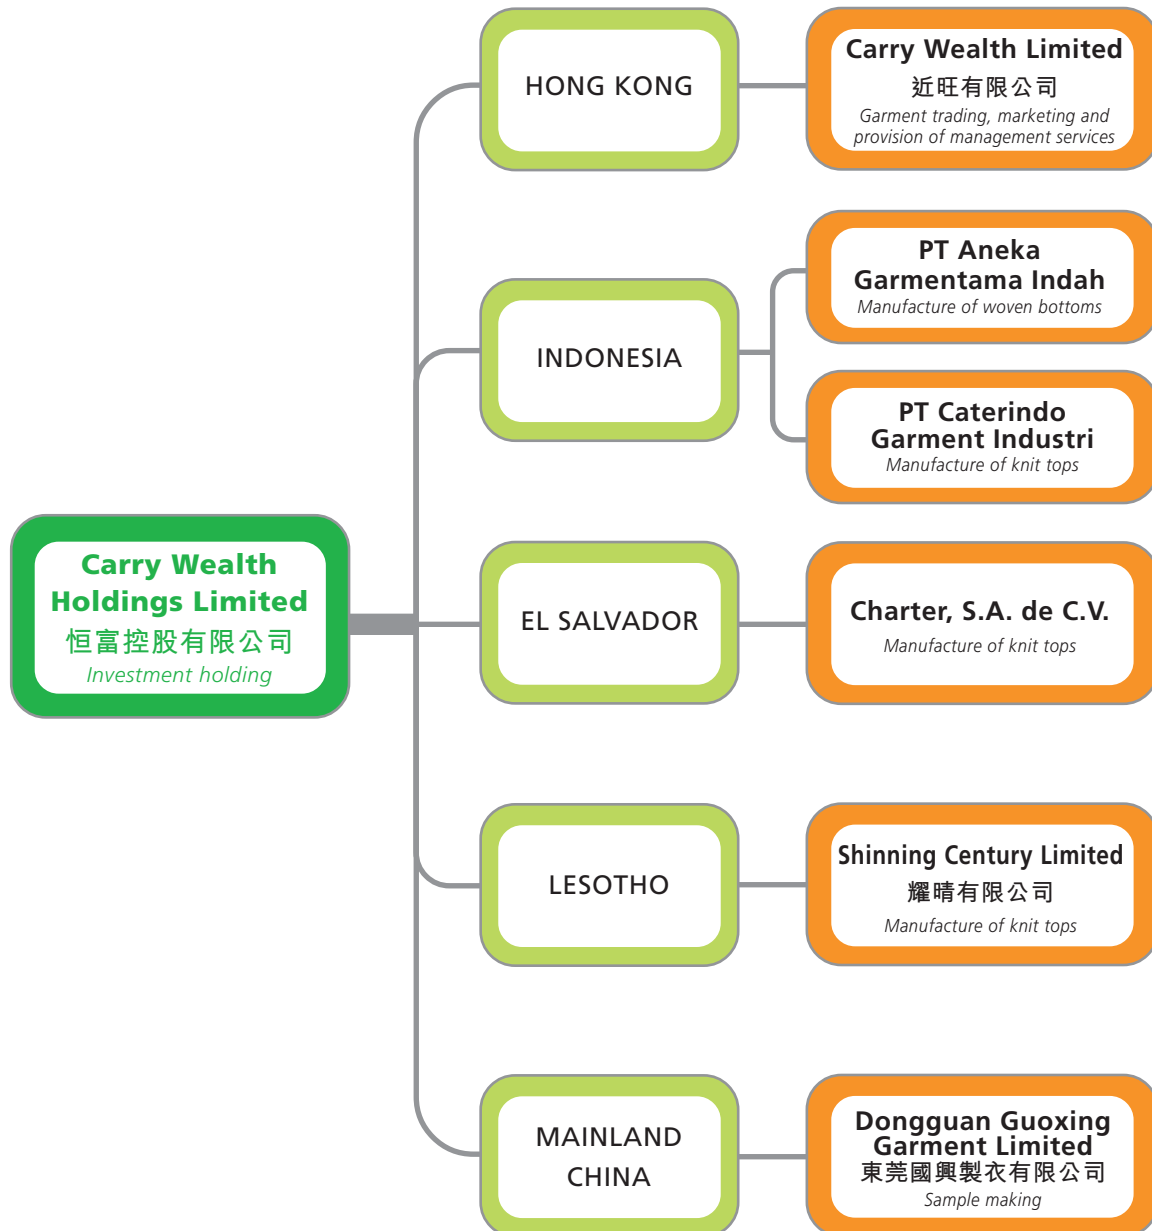 Carry Wealth
Holdings Limited
恒富控股有限公司
Investment holding
HONG KONG
Carry Wealth Limited
近旺有限公司
Garment trading, marketing and
provision of management services
INDONESIA
PT Aneka
Garmentama Indah
Manufacture of woven bottoms
PT Caterindo
Garment Industri
Manufacture of knit tops
EL SALVADOR
Charter, S.A. de C.V.
Manufacture of knit tops
LESOTHO
Shinning Century Limited
耀晴有限公司
Manufacture of knit tops
MAINLAND
CHINA
Dongguan Guoxing
Garment Limited
東莞國興製衣有限公司
Sample making